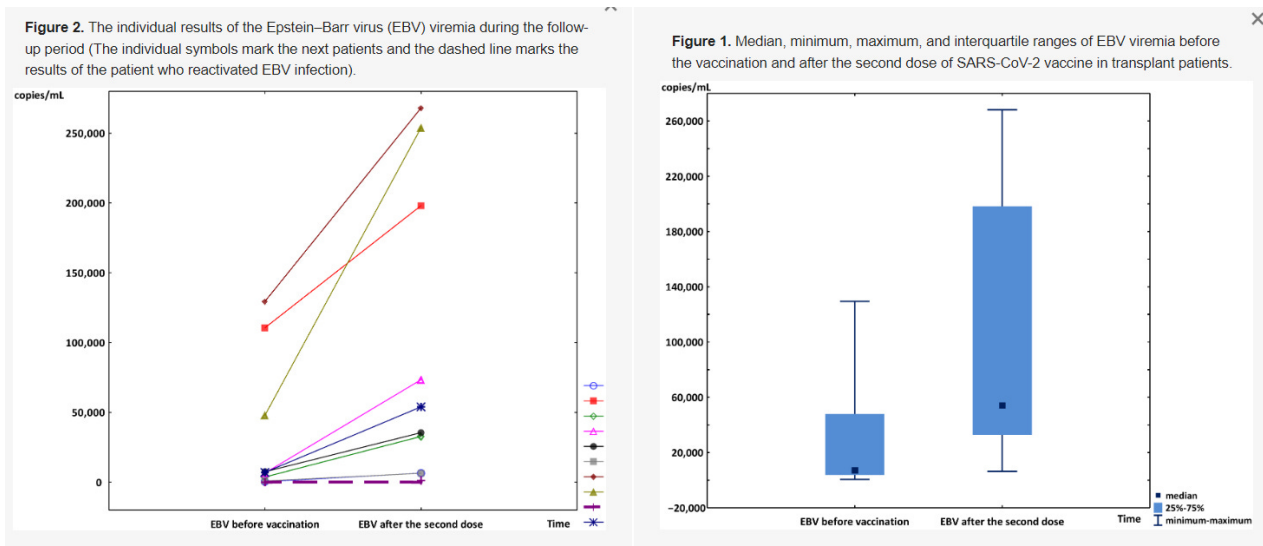 Figure 2. The individual results of the Epstein–Barr virus (EBV) viremia during the follow-
up period (The individual symbols mark the next patients and the dashed line marks the
results of the patient who reactivated EBV infection).
copies/mL
250,000
200,000
150,000
100,000
50,000
0
EBV before vaccination
EBV after the second dose
Time
Figure 1. Median, minimum, maximum, and interquartile ranges of EBV viremia before
the vaccination and after the second dose of SARS-CoV-2 vaccine in transplant patients.
copies/mL
260,000
220,000
180,000
140,000
100,000
60,000
20,000
−20,000
EBV before vaccination
EBV after the second dose
Time
median
25%-75%
minimum-maximum